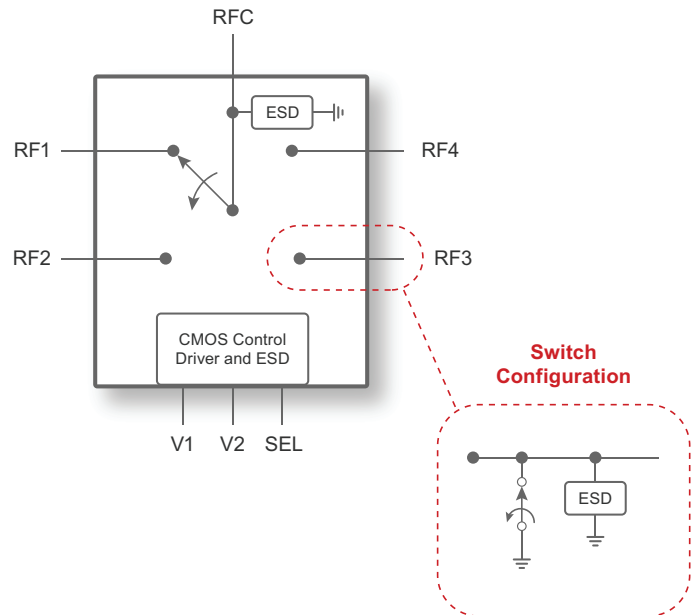 RFC
ESD
RF1
RF4
RF2
RF3
CMOS Control
Driver and ESD
V1 V2 SEL
Switch
Configuration
ESD